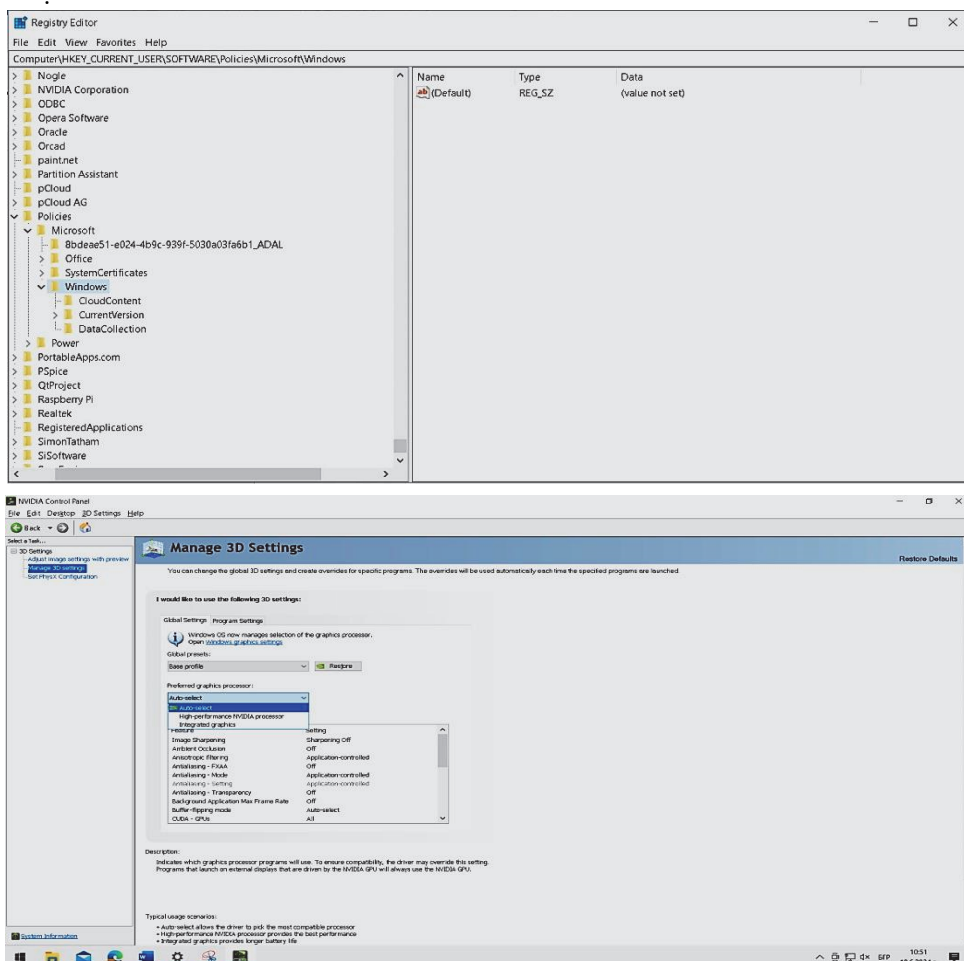 Registry Editor
File Edit View Favorites Help
Computer\HKEY_CURRENT_USER\SOFTWARE\Policies\Microsoft\Windows
Nogle
NVIDIA Corporation
ODBC
Opera Software
Oracle
Orcad
paint.net
Partition Assistant
pCloud
pCloud AG
Policies
Microsoft
8bdeae51-e024-4b9c-939f-5030a03fa6b1_ADAL
Office
SystemCertificates
Windows
CloudContent
CurrentVersion
DataCollection
Power
PortableApps.com
PSpice
QtProject
Raspberry Pi
Realtek
RegisteredApplications
SimonTatham
SiSoftware
Name Type Data
(Default) REG_SZ (value not set)
NVIDIA Control Panel
File Edit Desktop 3D Settings Help
Back
Select a Task...
3D Settings
Adjust image settings with preview
Manage 3D settings
Set PhysX Configuration
System Information
Manage 3D Settings
Restore Defaults
You can change the global 3D settings and create overrides for specific programs. The overrides will be used automatically each time the specified programs are launched.
I would like to use the following 3D settings:
Global Settings Program Settings
Windows OS now manages selection of the graphics processor.
Open Windows graphics settings
Global presets:
Base profile Restore
Preferred graphics processor:
Auto-select
Auto-select
High-performance NVIDIA processor
Integrated graphics
Feature Setting
Image Sharpening Sharpening Off
Ambient Occlusion Off
Anisotropic filtering Application-controlled
Antialiasing - FXAA Off
Antialiasing - Mode Application-controlled
Antialiasing - Setting Application-controlled
Antialiasing - Transparency Off
Background Application Max Frame Rate Off
Buffer-flipping mode Auto-select
CUDA - GPUs All
Description:
Indicates which graphics processor programs will use. To ensure compatibility, the driver may override this setting.
Programs that launch on external displays that are driven by the NVIDIA GPU will always use the NVIDIA GPU.
Typical usage scenarios:
• Auto-select allows the driver to pick the most compatible processor
• High-performance NVIDIA processor provides the best performance
• Integrated graphics provides longer battery life
БГР 10:51